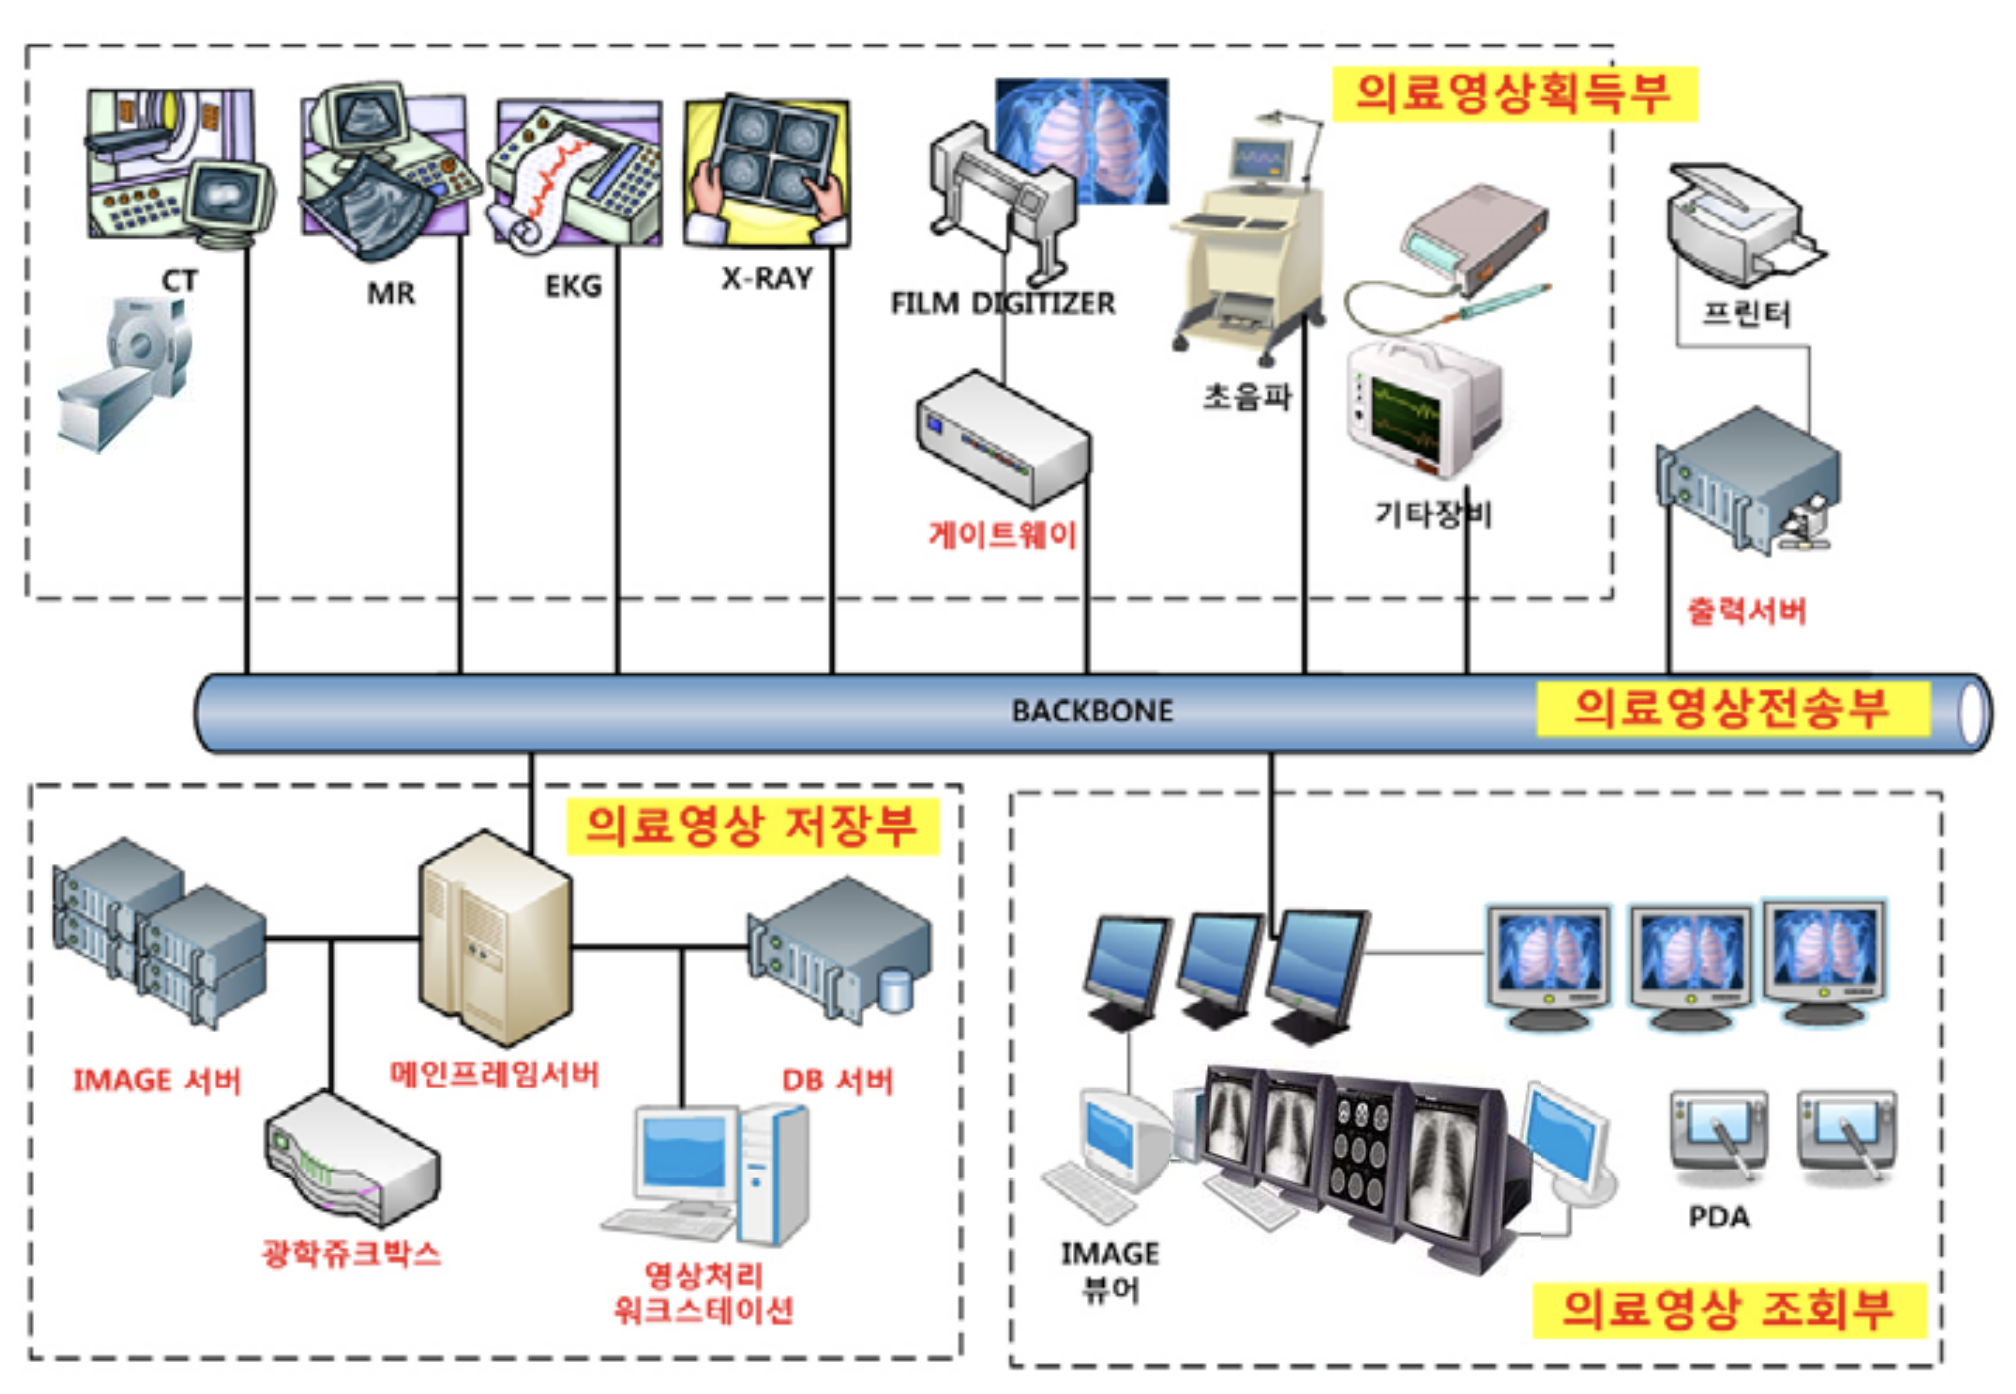 의료영상획득부
CT
MR
EKG
X-RAY
FILM DIGITIZER
초음파
기타장비
프린터
게이트웨이
출력서버
BACKBONE
의료영상전송부
의료영상 저장부
IMAGE 서버
메인프레임서버
DB 서버
광학쥬크박스
영상처리
워크스테이션
IMAGE
뷰어
PDA
의료영상 조회부